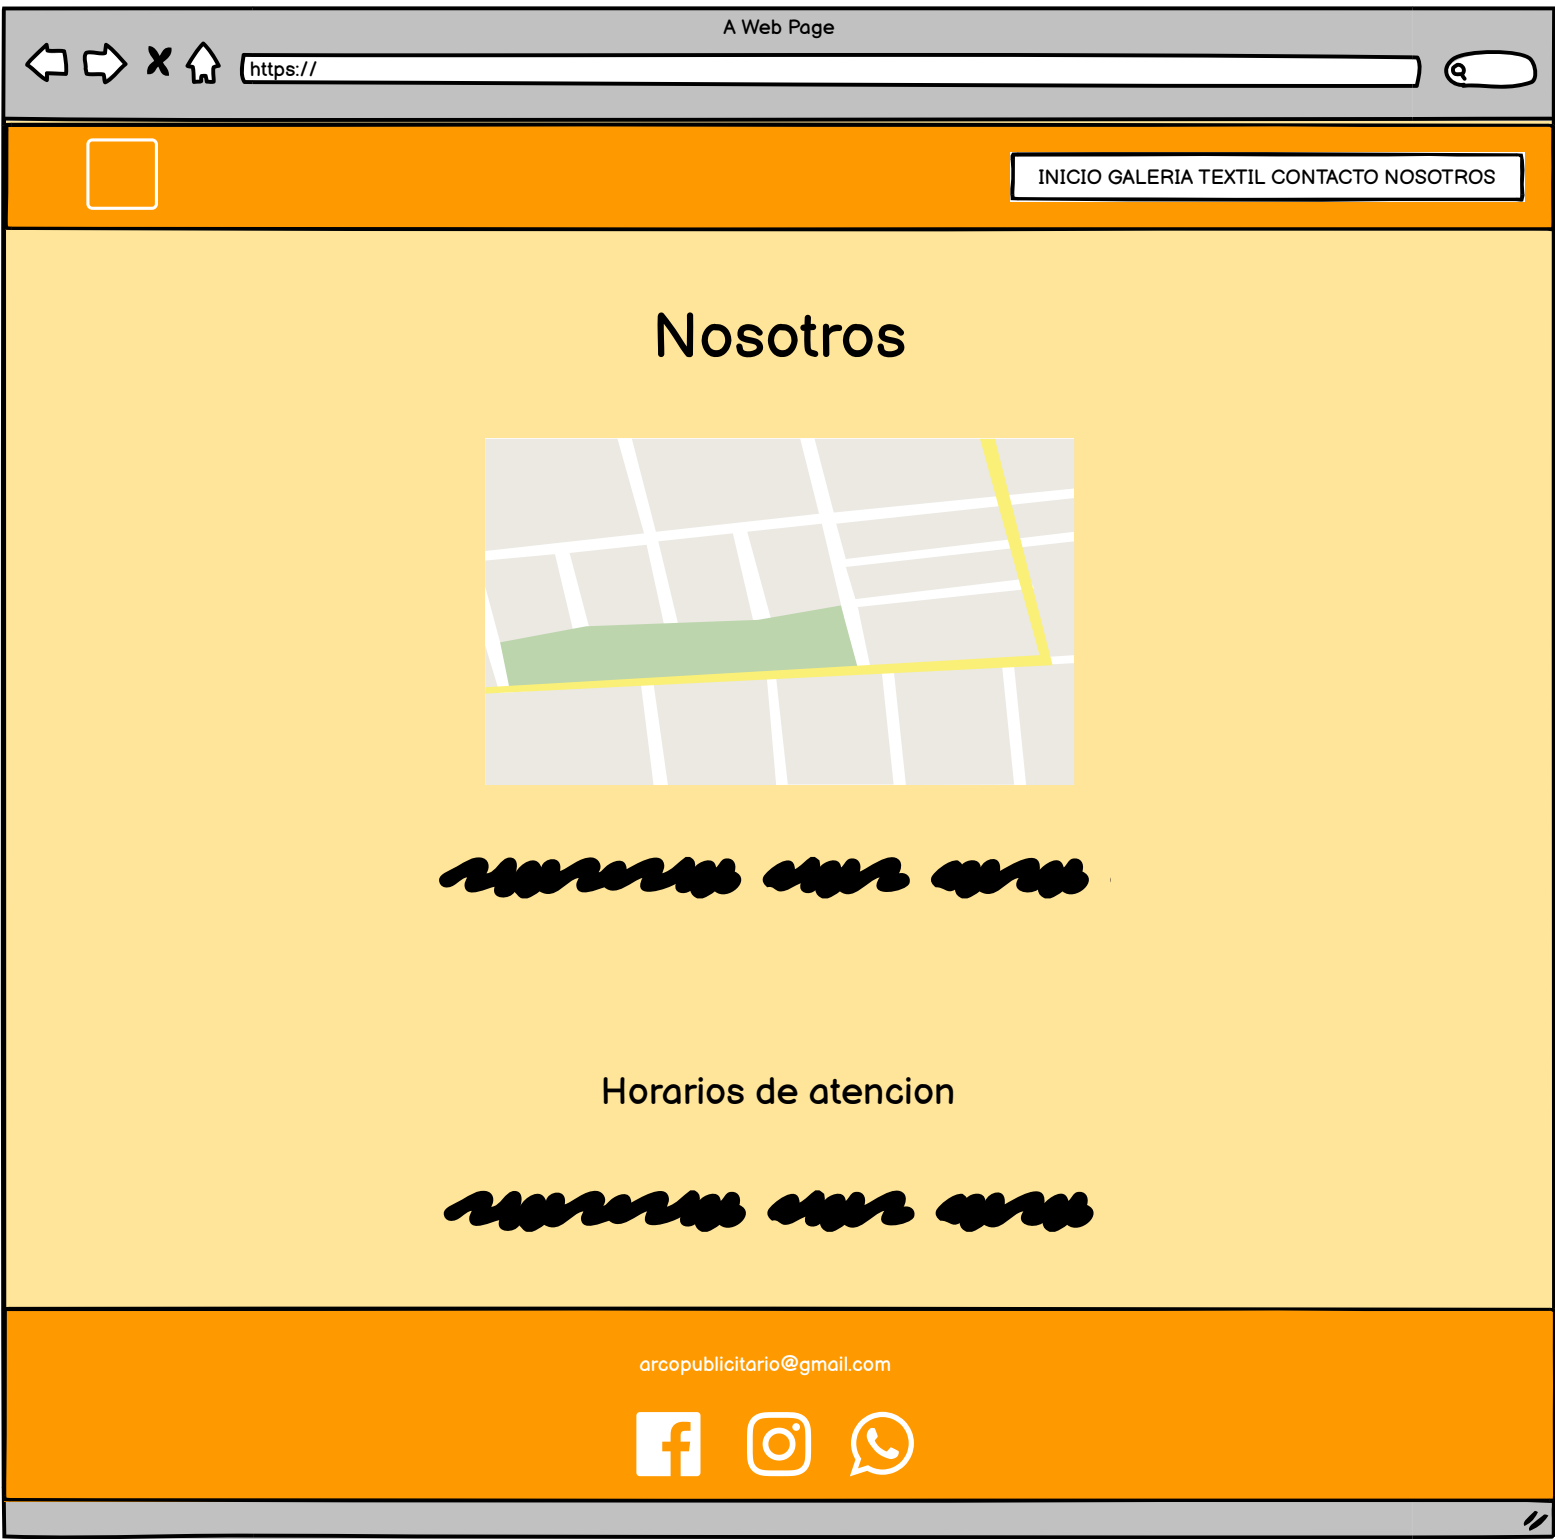 A Web Page
https://
INICIO GALERIA TEXTIL CONTACTO NOSOTROS
Nosotros
Horarios de atencion
arcopublicitario@gmail.com